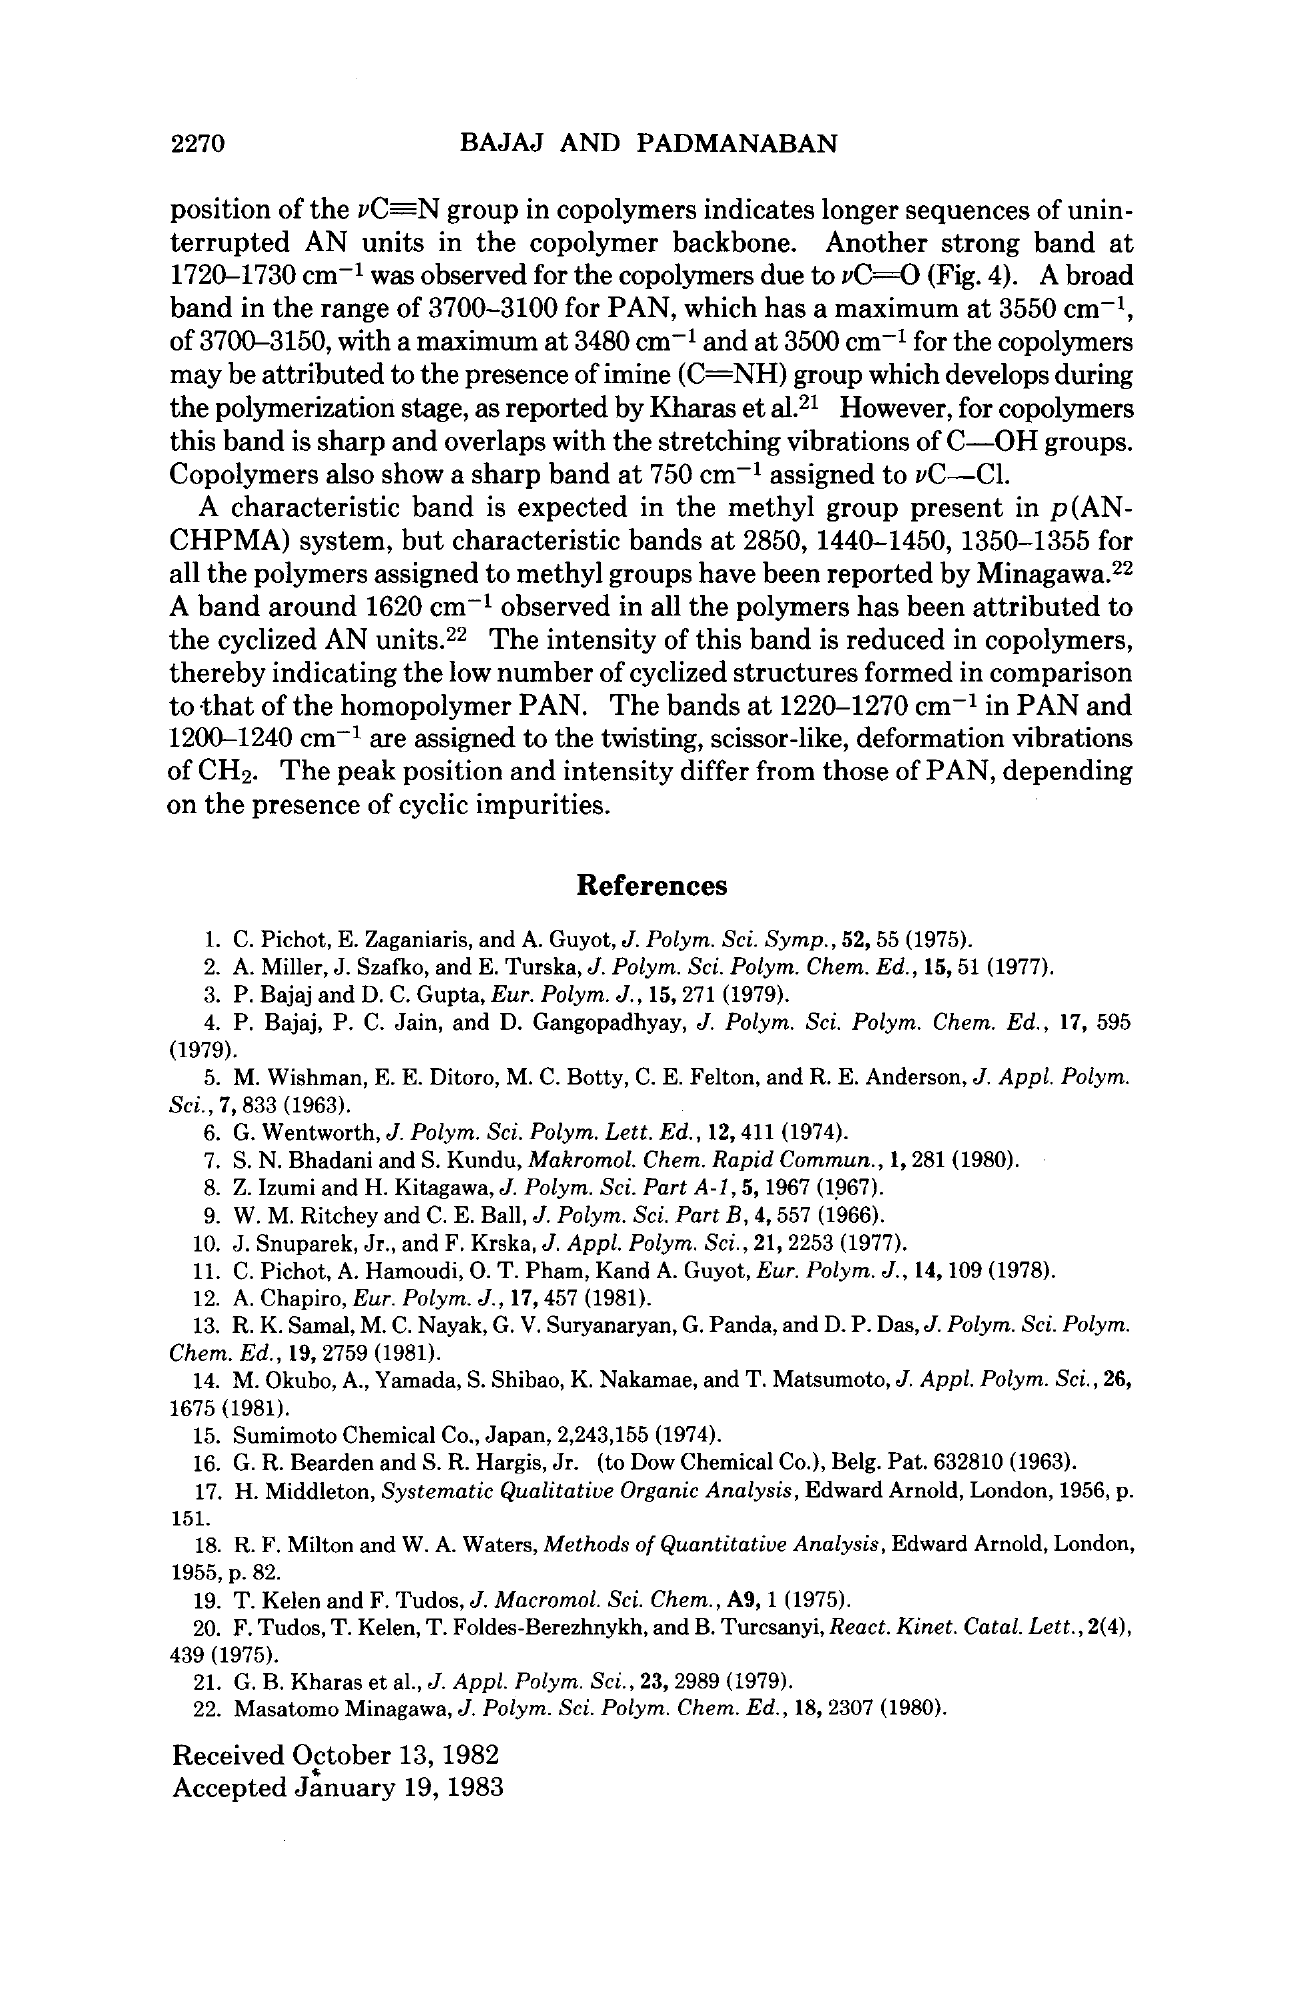 2270 BAJAJ AND PADMANABAN
position of the νC≡N group in copolymers indicates longer sequences of unin-
terrupted AN units in the copolymer backbone. Another strong band at
1720–1730 cm⁻¹ was observed for the copolymers due to νC=O (Fig. 4). A broad
band in the range of 3700–3100 for PAN, which has a maximum at 3550 cm⁻¹,
of 3700–3150, with a maximum at 3480 cm⁻¹ and at 3500 cm⁻¹ for the copolymers
may be attributed to the presence of imine (C=NH) group which develops during
the polymerization stage, as reported by Kharas et al.²¹ However, for copolymers
this band is sharp and overlaps with the stretching vibrations of C—OH groups.
Copolymers also show a sharp band at 750 cm⁻¹ assigned to νC—Cl.
A characteristic band is expected in the methyl group present in p(AN-
CHPMA) system, but characteristic bands at 2850, 1440–1450, 1350–1355 for
all the polymers assigned to methyl groups have been reported by Minagawa.²²
A band around 1620 cm⁻¹ observed in all the polymers has been attributed to
the cyclized AN units.²² The intensity of this band is reduced in copolymers,
thereby indicating the low number of cyclized structures formed in comparison
to that of the homopolymer PAN. The bands at 1220–1270 cm⁻¹ in PAN and
1200–1240 cm⁻¹ are assigned to the twisting, scissor-like, deformation vibrations
of CH₂. The peak position and intensity differ from those of PAN, depending
on the presence of cyclic impurities.
References
1. C. Pichot, E. Zaganiaris, and A. Guyot, J. Polym. Sci. Symp., 52, 55 (1975).
2. A. Miller, J. Szafko, and E. Turska, J. Polym. Sci. Polym. Chem. Ed., 15, 51 (1977).
3. P. Bajaj and D. C. Gupta, Eur. Polym. J., 15, 271 (1979).
4. P. Bajaj, P. C. Jain, and D. Gangopadhyay, J. Polym. Sci. Polym. Chem. Ed., 17, 595
(1979).
5. M. Wishman, E. E. Ditoro, M. C. Botty, C. E. Felton, and R. E. Anderson, J. Appl. Polym.
Sci., 7, 833 (1963).
6. G. Wentworth, J. Polym. Sci. Polym. Lett. Ed., 12, 411 (1974).
7. S. N. Bhadani and S. Kundu, Makromol. Chem. Rapid Commun., 1, 281 (1980).
8. Z. Izumi and H. Kitagawa, J. Polym. Sci. Part A-1, 5, 1967 (1967).
9. W. M. Ritchey and C. E. Ball, J. Polym. Sci. Part B, 4, 557 (1966).
10. J. Snuparek, Jr., and F. Krska, J. Appl. Polym. Sci., 21, 2253 (1977).
11. C. Pichot, A. Hamoudi, O. T. Pham, Kand A. Guyot, Eur. Polym. J., 14, 109 (1978).
12. A. Chapiro, Eur. Polym. J., 17, 457 (1981).
13. R. K. Samal, M. C. Nayak, G. V. Suryanaryan, G. Panda, and D. P. Das, J. Polym. Sci. Polym.
Chem. Ed., 19, 2759 (1981).
14. M. Okubo, A., Yamada, S. Shibao, K. Nakamae, and T. Matsumoto, J. Appl. Polym. Sci., 26,
1675 (1981).
15. Sumimoto Chemical Co., Japan, 2,243,155 (1974).
16. G. R. Bearden and S. R. Hargis, Jr. (to Dow Chemical Co.), Belg. Pat. 632810 (1963).
17. H. Middleton, Systematic Qualitative Organic Analysis, Edward Arnold, London, 1956, p.
151.
18. R. F. Milton and W. A. Waters, Methods of Quantitative Analysis, Edward Arnold, London,
1955, p. 82.
19. T. Kelen and F. Tudos, J. Macromol. Sci. Chem., A9, 1 (1975).
20. F. Tudos, T. Kelen, T. Foldes-Berezhnykh, and B. Turcsanyi, React. Kinet. Catal. Lett., 2(4),
439 (1975).
21. G. B. Kharas et al., J. Appl. Polym. Sci., 23, 2989 (1979).
22. Masatomo Minagawa, J. Polym. Sci. Polym. Chem. Ed., 18, 2307 (1980).
Received October 13, 1982
Accepted January 19, 1983